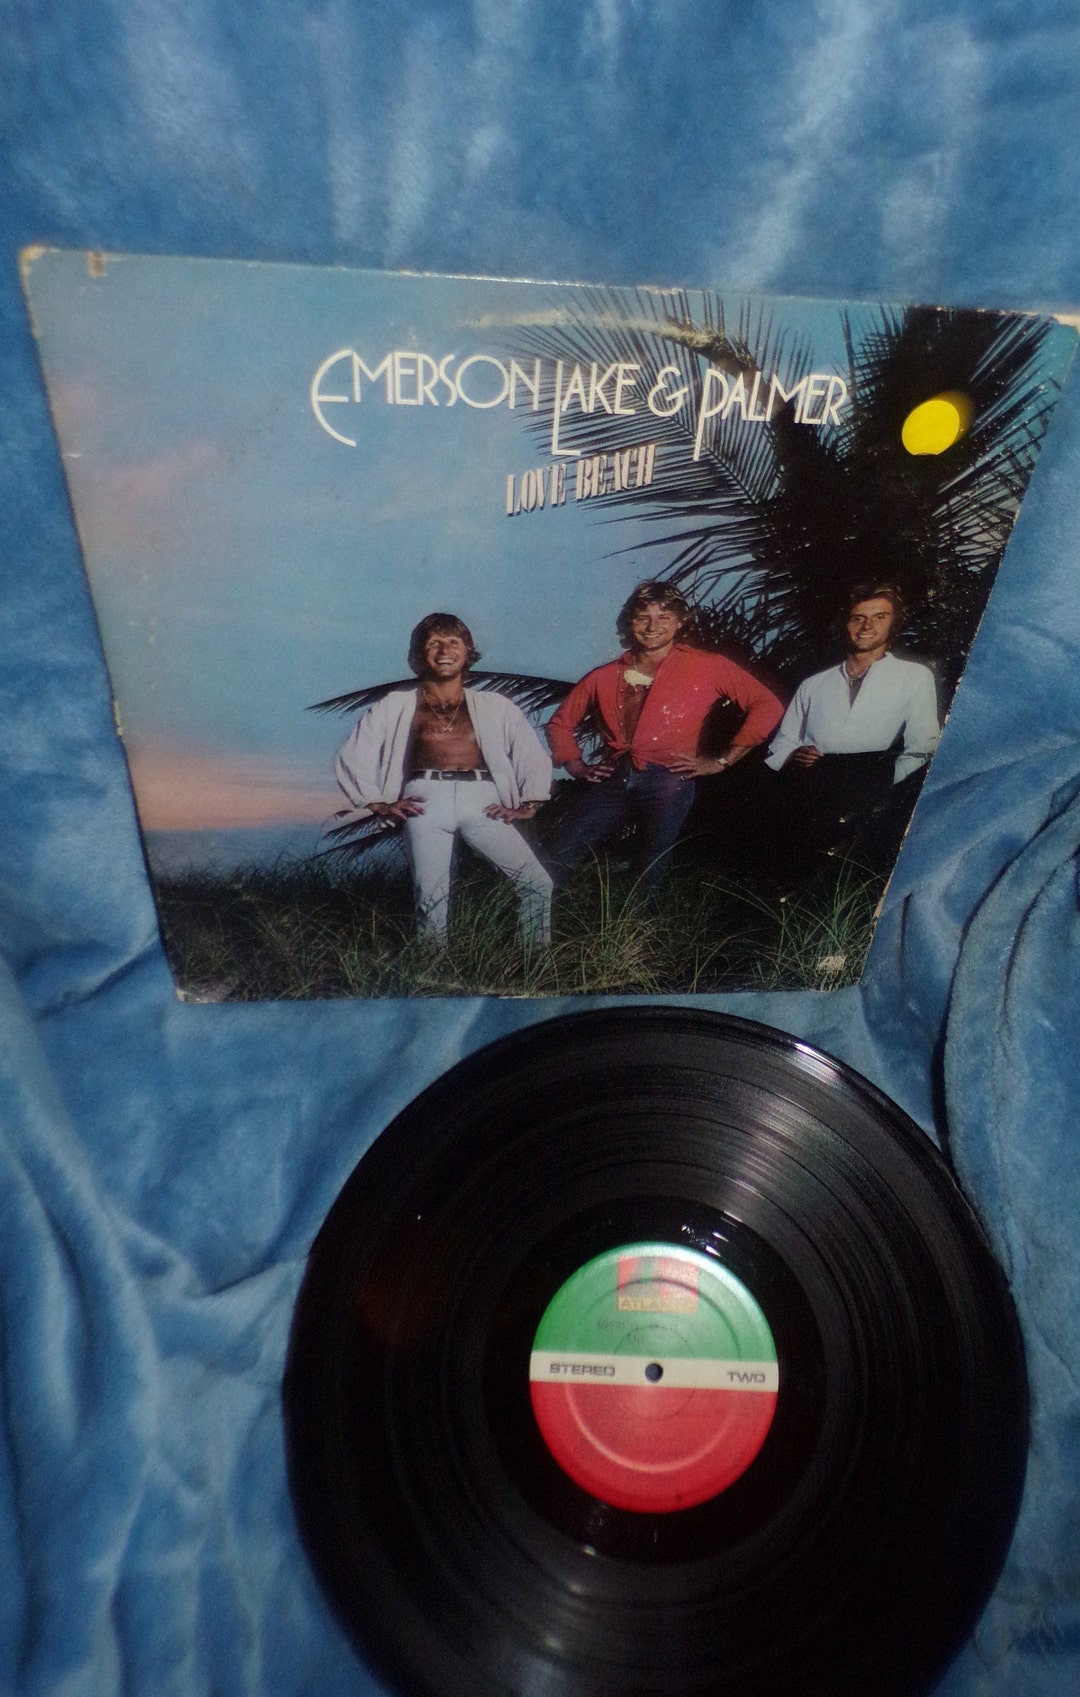 EMERSON LAKE & PALMER
LOVE BEACH
ATLANTIC
STEREO
TWO